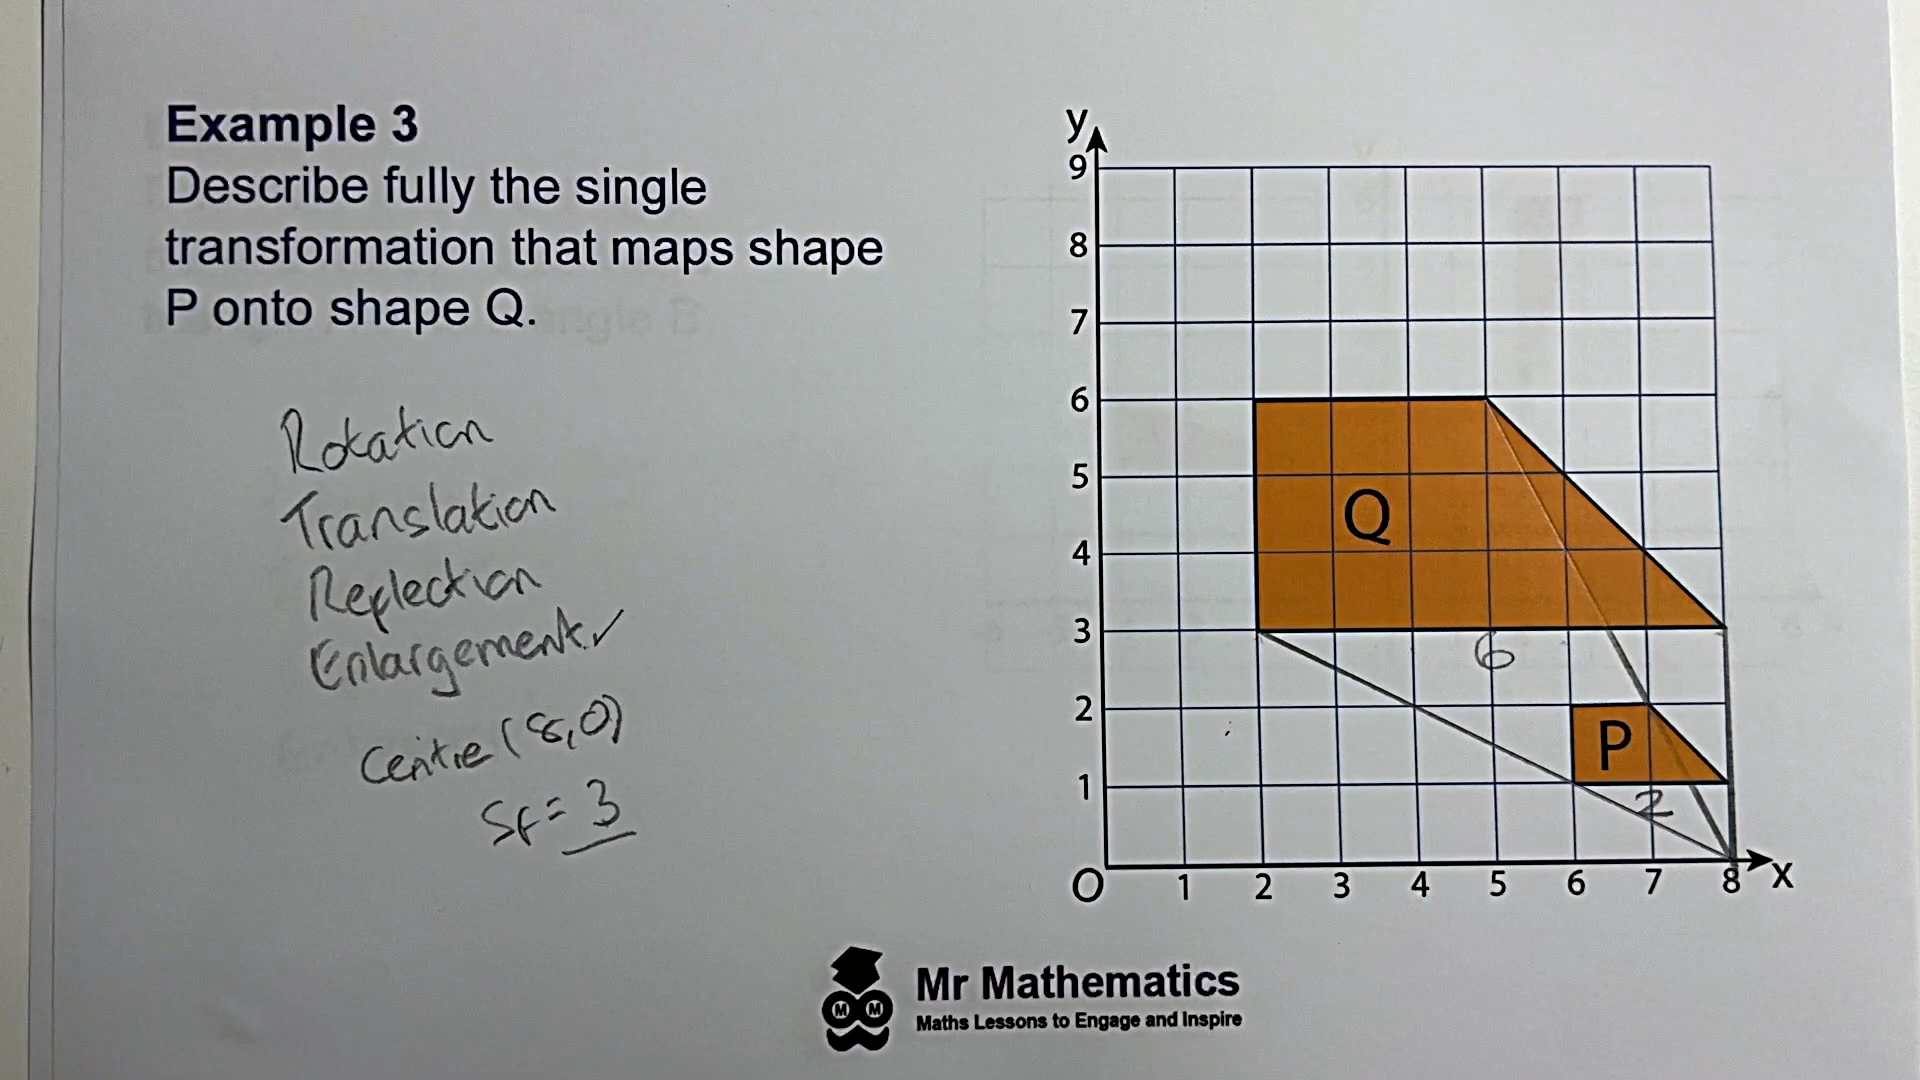 Example 3
Describe fully the single
transformation that maps shape
P onto shape Q.
Rotation
Translation
Reflection
Enlargement ✓
Centre (8,0)
Sf = 3
y
9
8
7
6
5
4
3
2
1
O 1 2 3 4 5 6 7 8 x
Q
6
P
2
M M
Mr Mathematics
Maths Lessons to Engage and Inspire